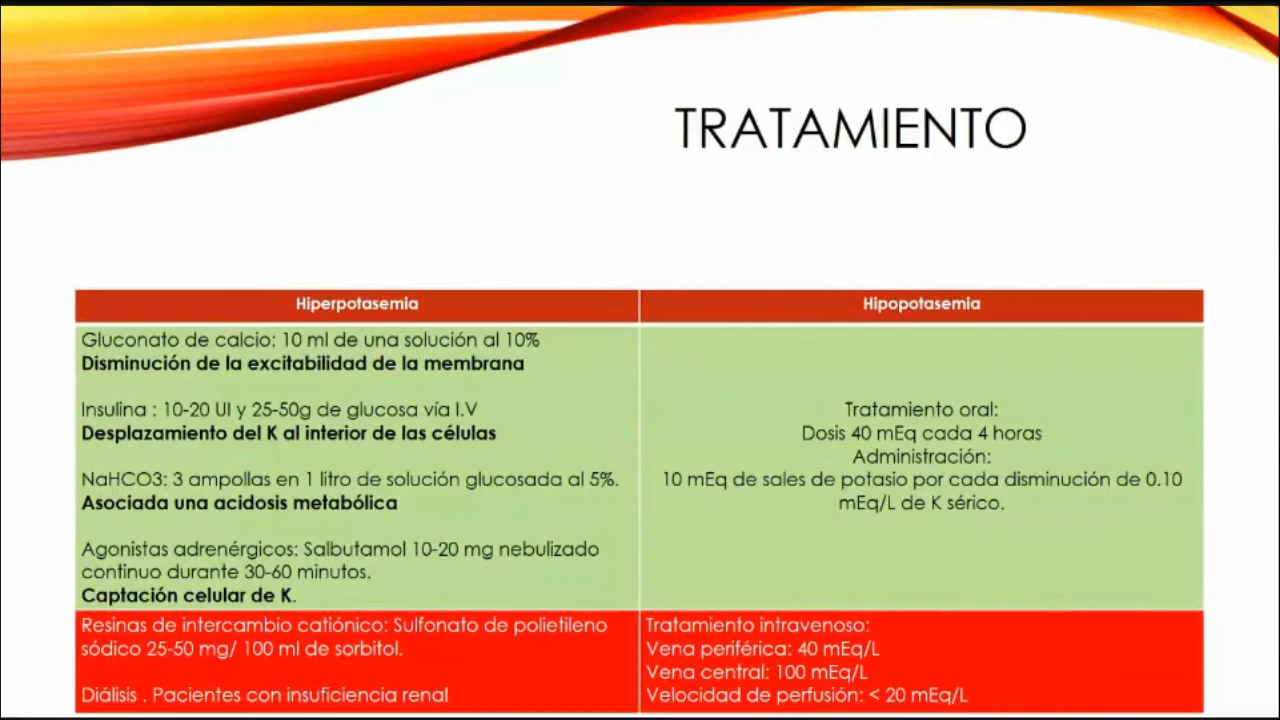 TRATAMIENTO
Hiperpotasemia
Hipopotasemia
Gluconato de calcio: 10 ml de una solución al 10%
Disminución de la excitabilidad de la membrana
Insulina : 10-20 UI y 25-50g de glucosa vía I.V
Desplazamiento del K al interior de las células
NaHCO3: 3 ampollas en 1 litro de solución glucosada al 5%.
Asociada una acidosis metabólica
Agonistas adrenérgicos: Salbutamol 10-20 mg nebulizado
continuo durante 30-60 minutos.
Captación celular de K.
Tratamiento oral:
Dosis 40 mEq cada 4 horas
Administración:
10 mEq de sales de potasio por cada disminución de 0.10
mEq/L de K sérico.
Resinas de intercambio catiónico: Sulfonato de polietileno
sódico 25-50 mg/ 100 ml de sorbitol.
Diálisis . Pacientes con insuficiencia renal
Tratamiento intravenoso:
Vena periférica: 40 mEq/L
Vena central: 100 mEq/L
Velocidad de perfusión: < 20 mEq/L